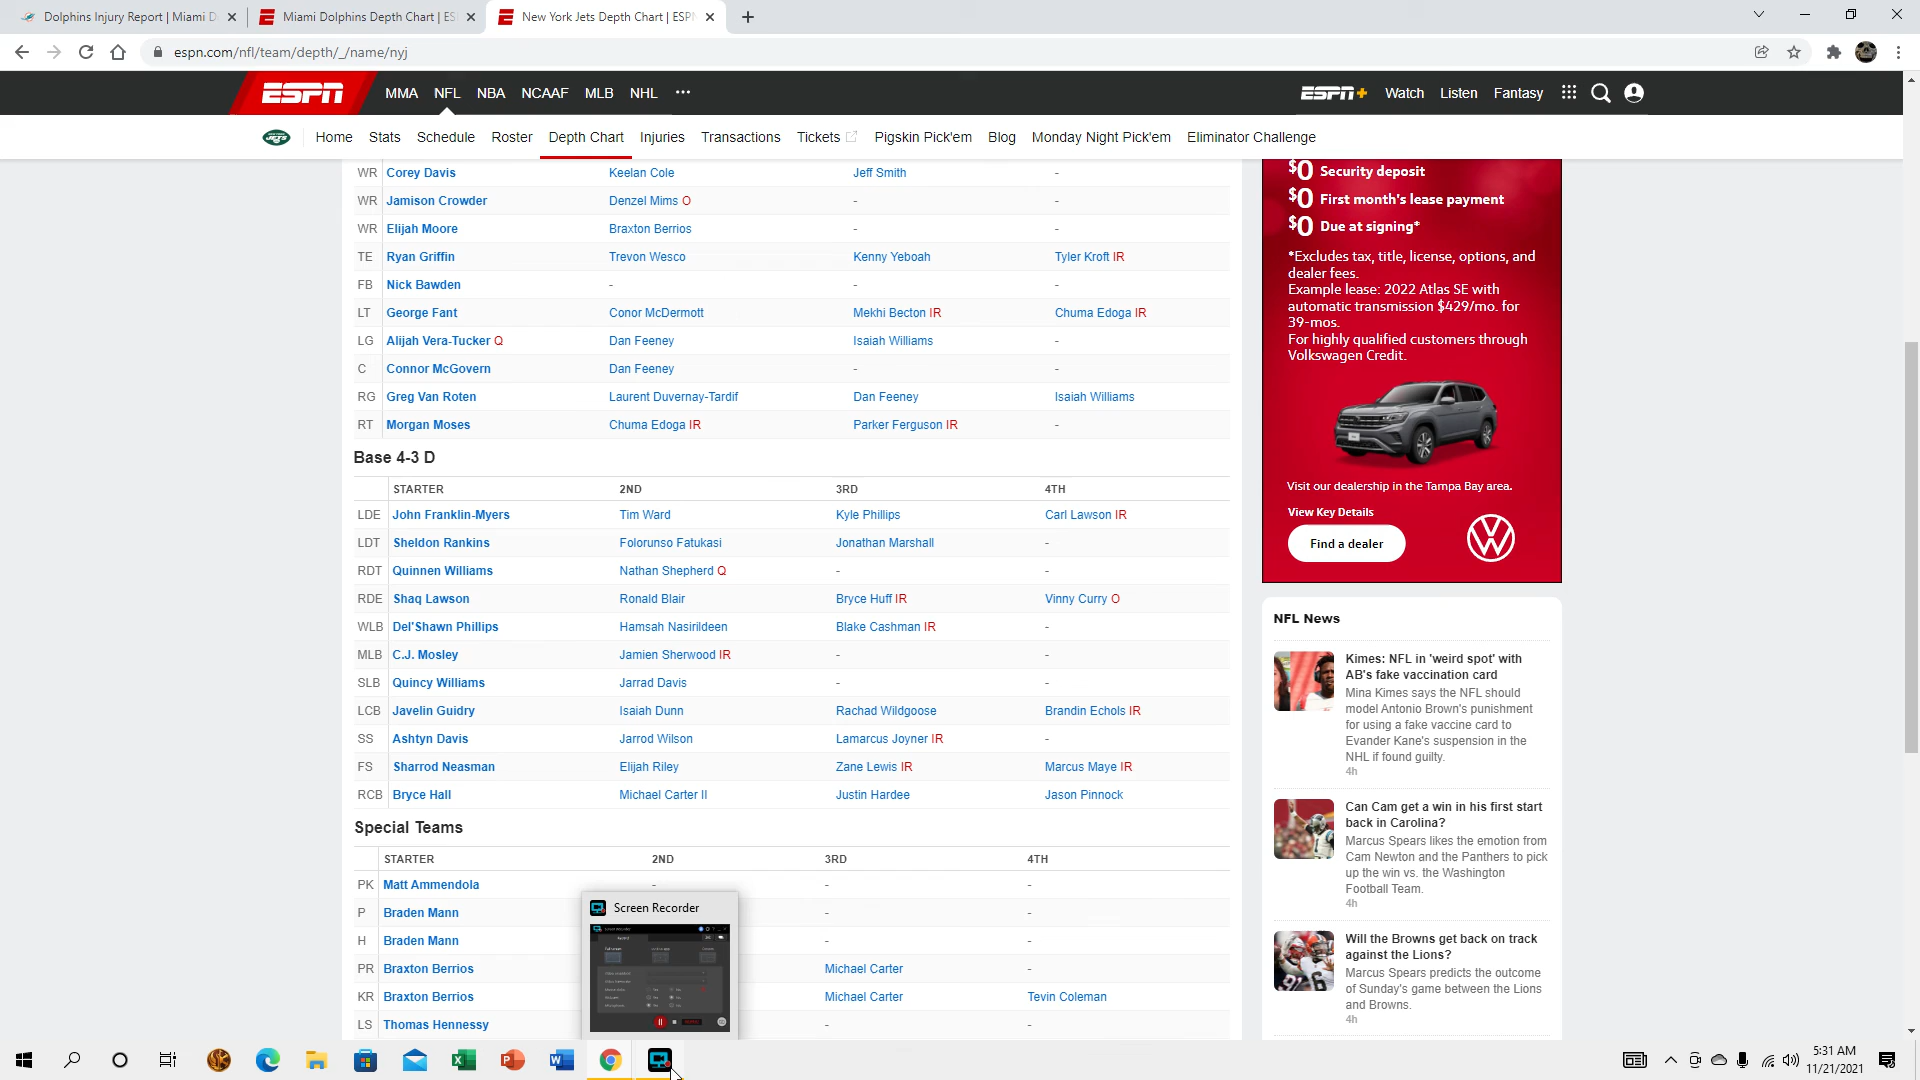 Dolphins Injury Report | Miami D
Miami Dolphins Depth Chart | ES
New York Jets Depth Chart | ESP
espn.com/nfl/team/depth/_/name/nyj
ESPN MMA NFL NBA NCAAF MLB NHL ••• ESPN+ Watch Listen Fantasy
JETS Home Stats Schedule Roster Depth Chart Injuries Transactions Tickets Pigskin Pick'em Blog Monday Night Pick'em Eliminator Challenge
WR Corey Davis Keelan Cole Jeff Smith -
WR Jamison Crowder Denzel Mims O - -
WR Elijah Moore Braxton Berrios - -
TE Ryan Griffin Trevon Wesco Kenny Yeboah Tyler Kroft IR
FB Nick Bawden - - -
LT George Fant Conor McDermott Mekhi Becton IR Chuma Edoga IR
LG Alijah Vera-Tucker Q Dan Feeney Isaiah Williams -
C Connor McGovern Dan Feeney - -
RG Greg Van Roten Laurent Duvernay-Tardif Dan Feeney Isaiah Williams
RT Morgan Moses Chuma Edoga IR Parker Ferguson IR -
Base 4-3 D
STARTER 2ND 3RD 4TH
LDE John Franklin-Myers Tim Ward Kyle Phillips Carl Lawson IR
LDT Sheldon Rankins Folorunso Fatukasi Jonathan Marshall -
RDT Quinnen Williams Nathan Shepherd Q - -
RDE Shaq Lawson Ronald Blair Bryce Huff IR Vinny Curry O
WLB Del'Shawn Phillips Hamsah Nasirildeen Blake Cashman IR -
MLB C.J. Mosley Jamien Sherwood IR - -
SLB Quincy Williams Jarrad Davis - -
LCB Javelin Guidry Isaiah Dunn Rachad Wildgoose Brandin Echols IR
SS Ashtyn Davis Jarrod Wilson Lamarcus Joyner IR -
FS Sharrod Neasman Elijah Riley Zane Lewis IR Marcus Maye IR
RCB Bryce Hall Michael Carter II Justin Hardee Jason Pinnock
Special Teams
STARTER 2ND 3RD 4TH
PK Matt Ammendola - - -
P Braden Mann - -
H Braden Mann - -
PR Braxton Berrios Michael Carter -
KR Braxton Berrios Michael Carter Tevin Coleman
LS Thomas Hennessy - -
Screen Recorder
$0 Security deposit
$0 First month's lease payment
$0 Due at signing*
*Excludes tax, title, license, options, and
dealer fees.
Example lease: 2022 Atlas SE with
automatic transmission $429/mo. for
39-mos.
For highly qualified customers through
Volkswagen Credit.
Visit our dealership in the Tampa Bay area.
View Key Details
Find a dealer
NFL News
Kimes: NFL in 'weird spot' with
AB's fake vaccination card
Mina Kimes says the NFL should
model Antonio Brown's punishment
for using a fake vaccine card to
Evander Kane's suspension in the
NHL if found guilty.
4h
Can Cam get a win in his first start
back in Carolina?
Marcus Spears likes the emotion from
Cam Newton and the Panthers to pick
up the win vs. the Washington
Football Team.
4h
Will the Browns get back on track
against the Lions?
Marcus Spears predicts the outcome
of Sunday's game between the Lions
and Browns.
4h
5:31 AM
11/21/2021